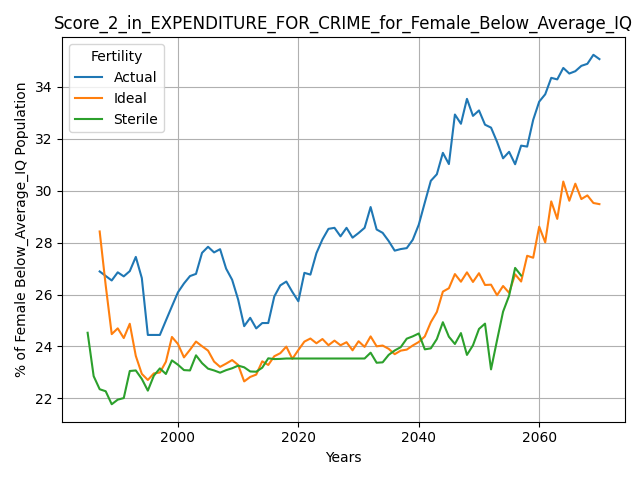 Score_2_in_EXPENDITURE_FOR_CRIME_for_Female_Below_Average_IQ
Fertility
Actual
Ideal
Sterile
% of Female Below_Average_IQ Population
34
32
30
28
26
24
22
2000 2020 2040 2060
Years